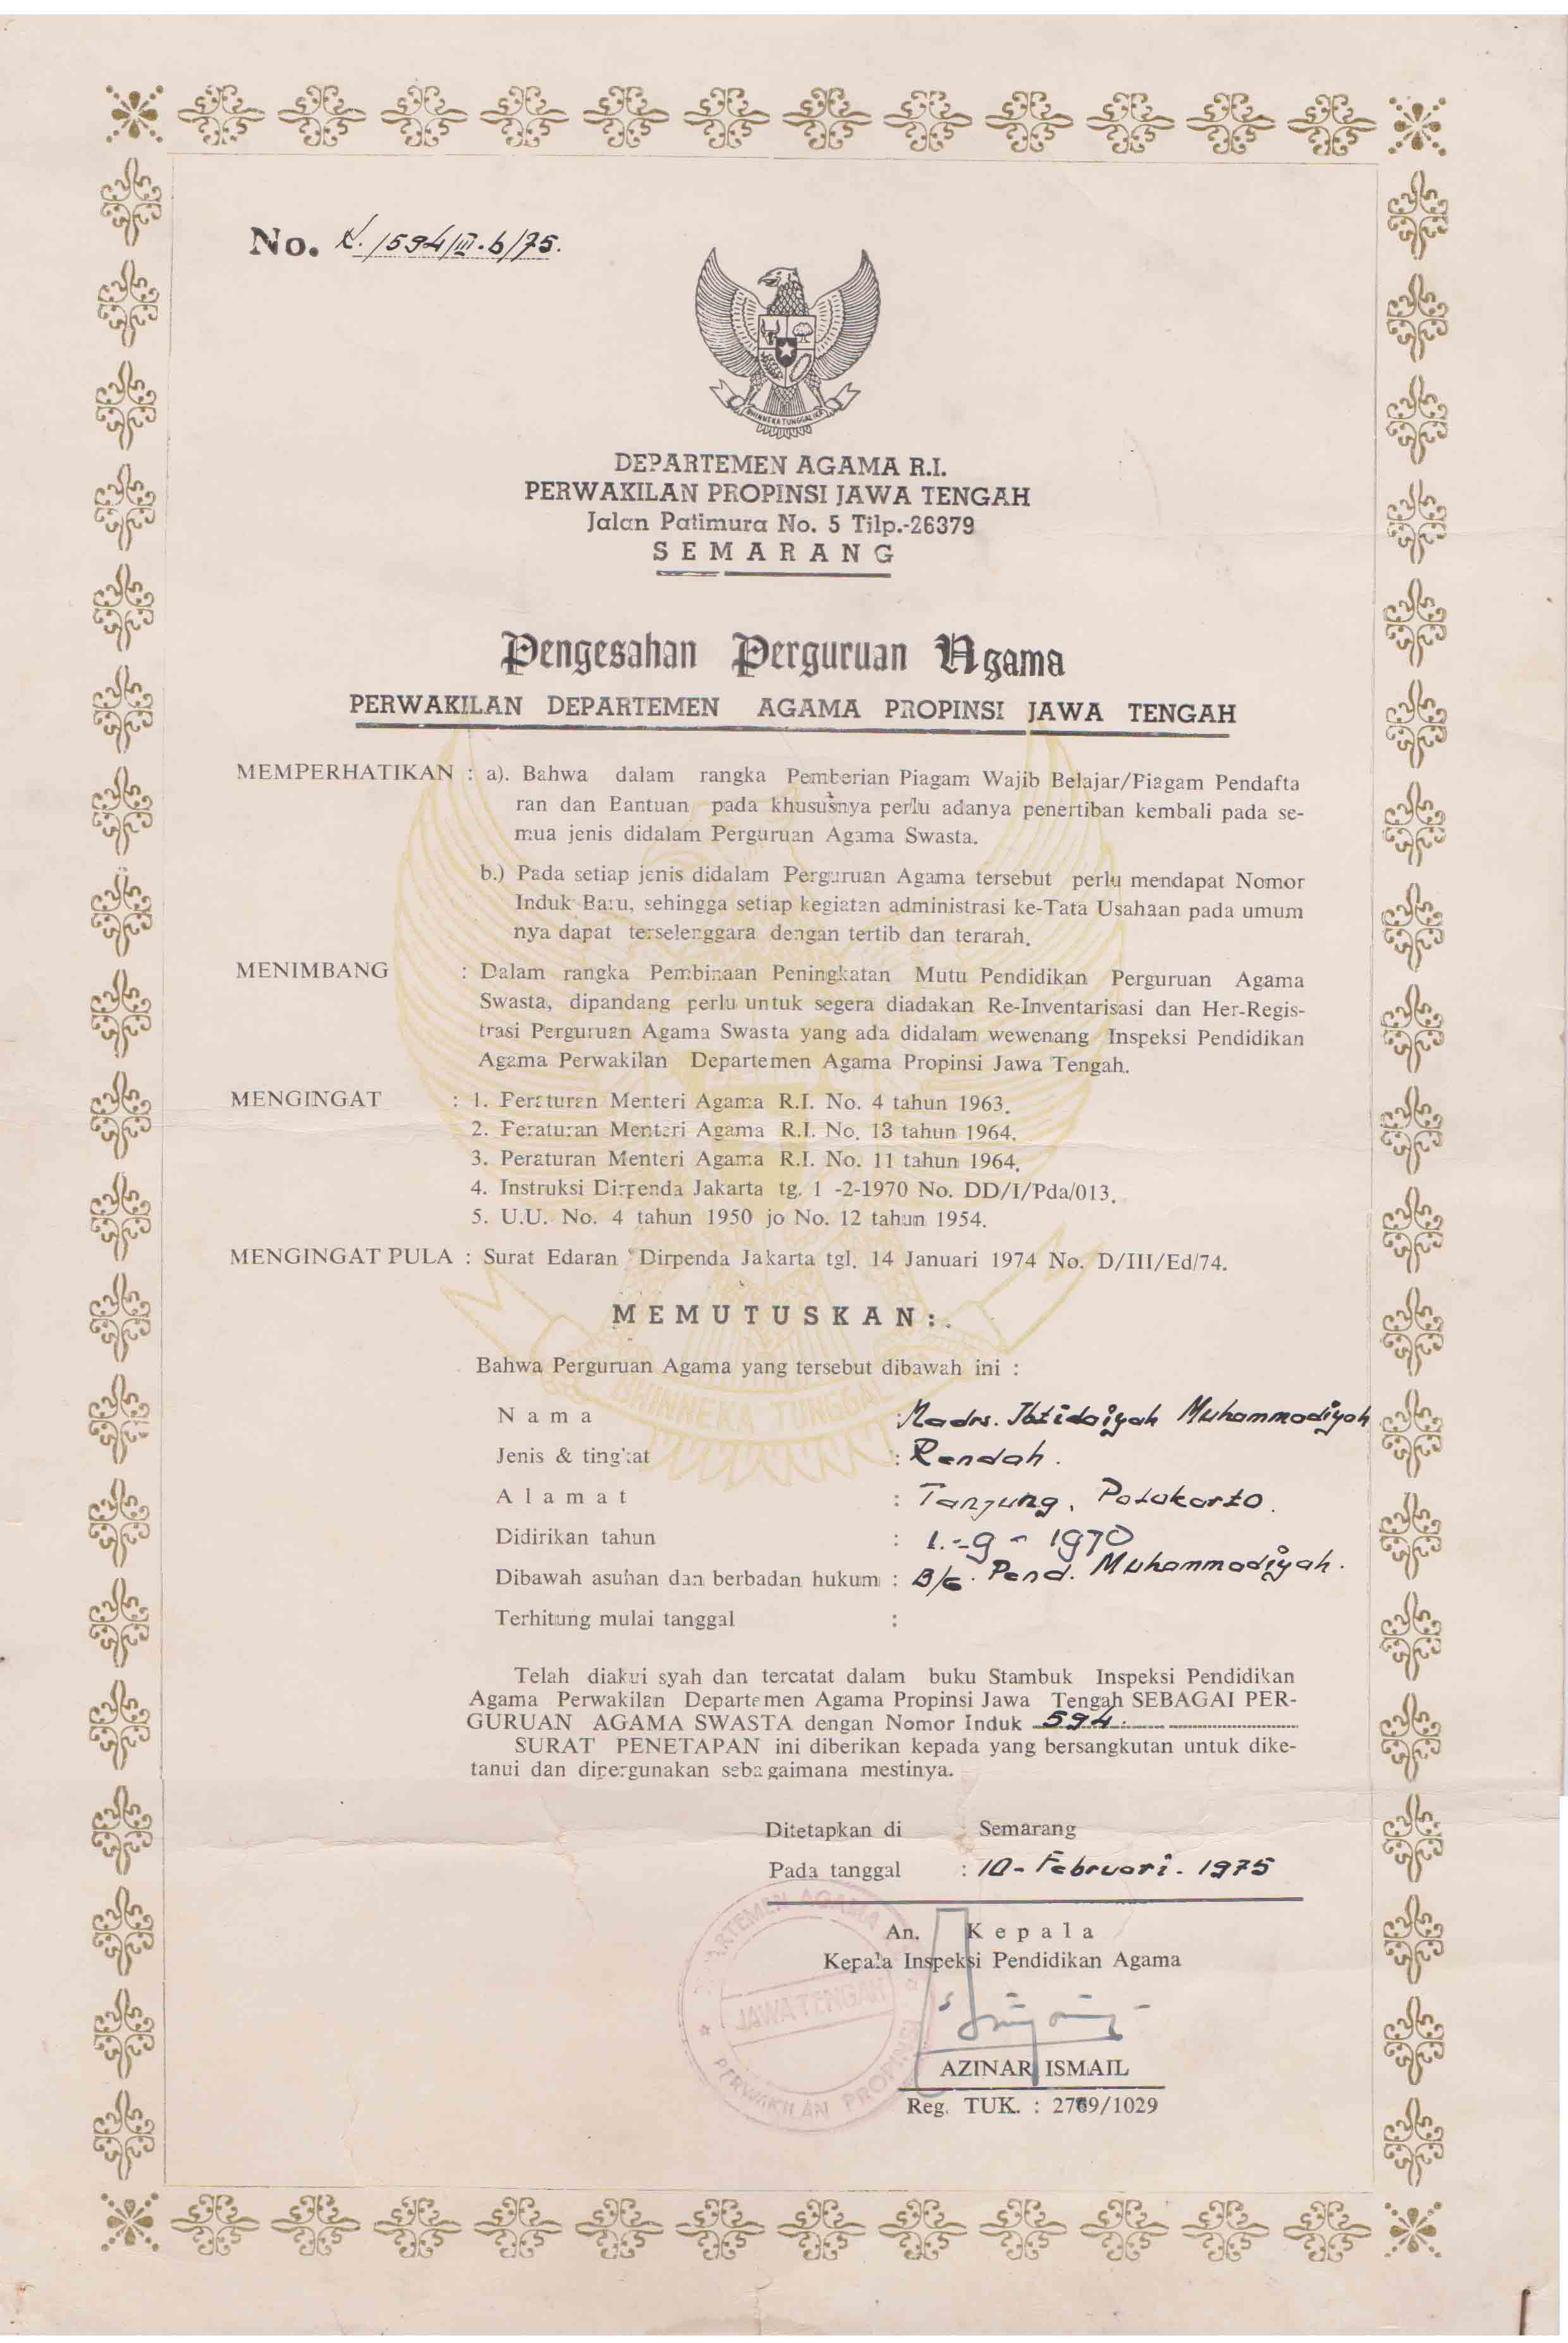 No. K./594/III.b/75.
BHINNEKA TUNGGAL IKA
DEPARTEMEN AGAMA R.I.
PERWAKILAN PROPINSI JAWA TENGAH
Jalan Patimura No. 5 Tilp.-26379
SEMARANG
Pengesahan Perguruan Agama
PERWAKILAN DEPARTEMEN AGAMA PROPINSI JAWA TENGAH
MEMPERHATIKAN : a). Bahwa dalam rangka Pemberian Piagam Wajib Belajar/Piagam Pendafta
ran dan Bantuan pada khususnya perlu adanya penertiban kembali pada se-
mua jenis didalam Perguruan Agama Swasta.
b.) Pada setiap jenis didalam Perguruan Agama tersebut perlu mendapat Nomor
Induk Baru, sehingga setiap kegiatan administrasi ke-Tata Usahaan pada umum
nya dapat terselenggara dengan tertib dan terarah.
MENIMBANG : Dalam rangka Pembinaan Peningkatan Mutu Pendidikan Perguruan Agama
Swasta, dipandang perlu untuk segera diadakan Re-Inventarisasi dan Her-Regis-
trasi Perguruan Agama Swasta yang ada didalam wewenang Inspeksi Pendidikan
Agama Perwakilan Departemen Agama Propinsi Jawa Tengah.
MENGINGAT : 1. Peraturan Menteri Agama R.I. No. 4 tahun 1963.
2. Peraturan Menteri Agama R.I. No. 13 tahun 1964.
3. Peraturan Menteri Agama R.I. No. 11 tahun 1964.
4. Instruksi Dirpenda Jakarta tg. 1 -2-1970 No. DD/I/Pda/013.
5. U.U. No. 4 tahun 1950 jo No. 12 tahun 1954.
MENGINGAT PULA : Surat Edaran Dirpenda Jakarta tgl. 14 Januari 1974 No. D/III/Ed/74.
MEMUTUSKAN:
Bahwa Perguruan Agama yang tersebut dibawah ini :
BHINNEKA TUNGGAL
Nama : Madrs. Ibtidaiyah Muhammadiyah
Jenis & tingkat : Rendah.
Alamat : Tanjung, Polokarto.
Didirikan tahun : 1.-9-1970
Dibawah asuhan dan berbadan hukum : B/g. Pend. Muhammadiyah.
Terhitung mulai tanggal :
Telah diakui syah dan tercatat dalam buku Stambuk Inspeksi Pendidikan
Agama Perwakilan Departemen Agama Propinsi Jawa Tengah SEBAGAI PER-
GURUAN AGAMA SWASTA dengan Nomor Induk 594.
SURAT PENETAPAN ini diberikan kepada yang bersangkutan untuk dike-
tanui dan dipergunakan sebagaimana mestinya.
Ditetapkan di : Semarang
Pada tanggal : 10-Februari-1975
An. Kepala
Kepala Inspeksi Pendidikan Agama
DEPARTEMEN AGAMA
JAWA TENGAH
PERWAKILAN PROPINSI
AZINAR ISMAIL
Reg. TUK. : 2769/1029